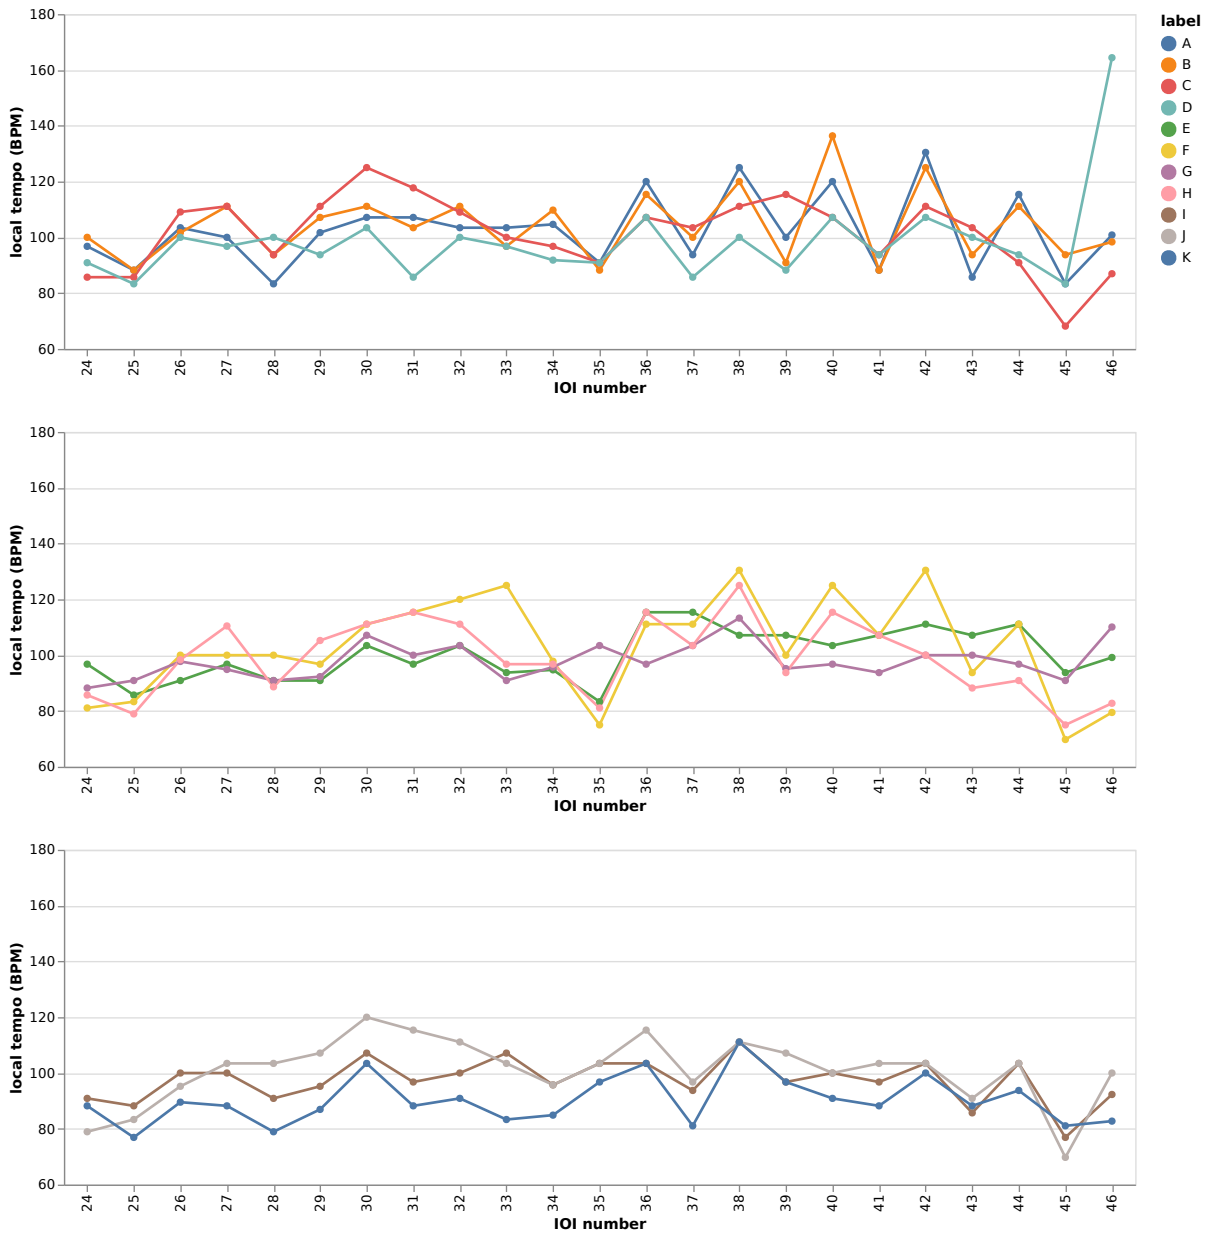 180
160
140
120
100
80
60
local tempo (BPM)
24 25 26 27 28 29 30 31 32 33 34 35 36 37 38 39 40 41 42 43 44 45 46
IOI number
label
A
B
C
D
E
F
G
H
I
J
K
180
160
140
120
100
80
60
local tempo (BPM)
24 25 26 27 28 29 30 31 32 33 34 35 36 37 38 39 40 41 42 43 44 45 46
IOI number
180
160
140
120
100
80
60
local tempo (BPM)
24 25 26 27 28 29 30 31 32 33 34 35 36 37 38 39 40 41 42 43 44 45 46
IOI number